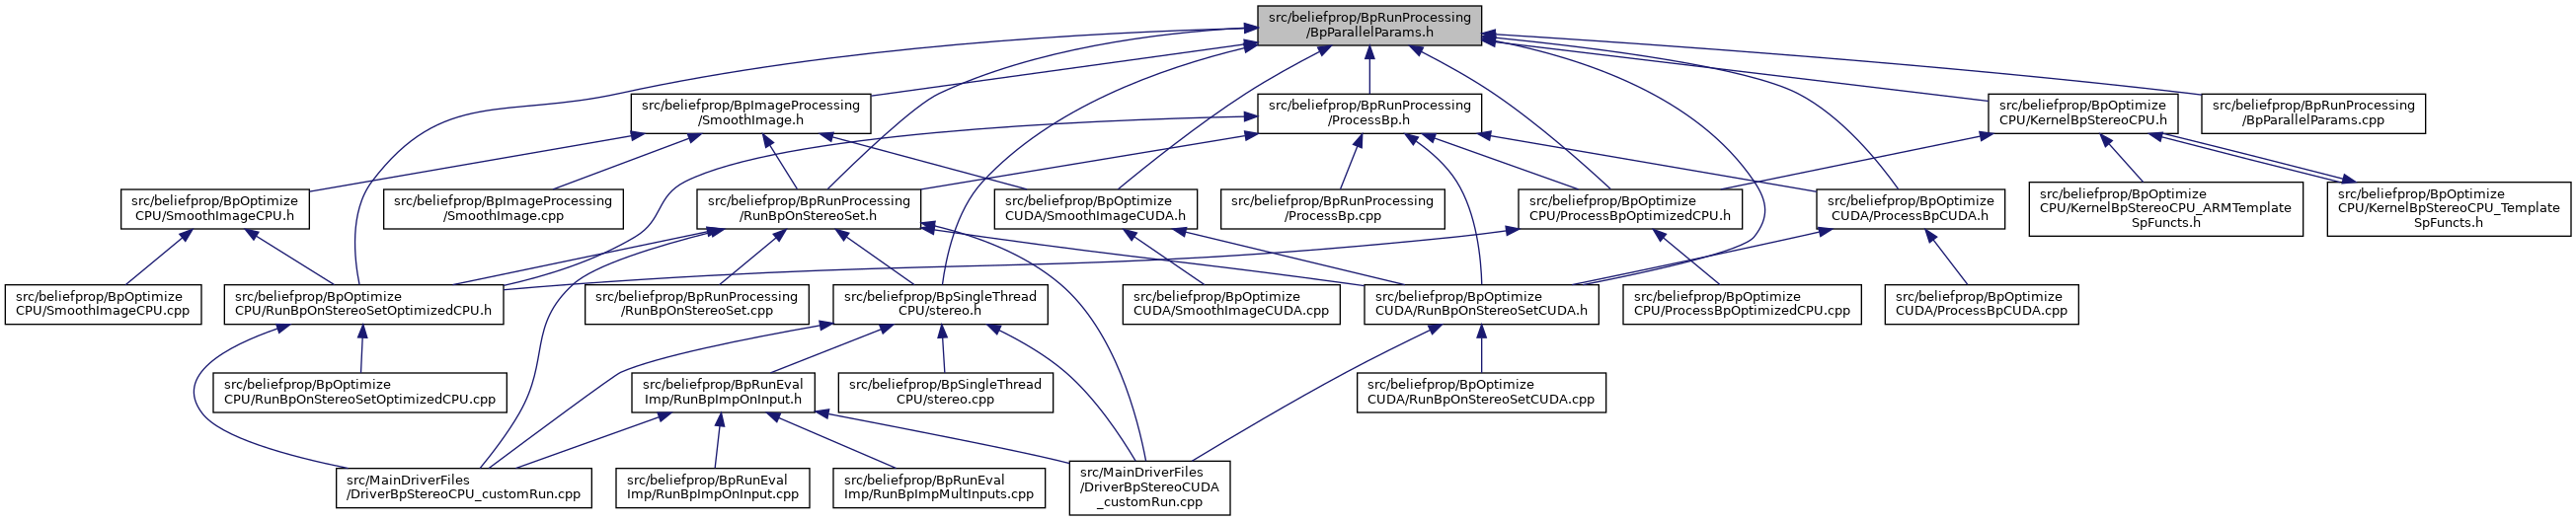 src/beliefprop/BpRunProcessing
/BpParallelParams.h
src/beliefprop/BpImageProcessing
/SmoothImage.h
src/beliefprop/BpRunProcessing
/ProcessBp.h
src/beliefprop/BpOptimize
CPU/KernelBpStereoCPU.h
src/beliefprop/BpRunProcessing
/BpParallelParams.cpp
src/beliefprop/BpOptimize
CPU/SmoothImageCPU.h
src/beliefprop/BpImageProcessing
/SmoothImage.cpp
src/beliefprop/BpRunProcessing
/RunBpOnStereoSet.h
src/beliefprop/BpOptimize
CUDA/SmoothImageCUDA.h
src/beliefprop/BpRunProcessing
/ProcessBp.cpp
src/beliefprop/BpOptimize
CPU/ProcessBpOptimizedCPU.h
src/beliefprop/BpOptimize
CUDA/ProcessBpCUDA.h
src/beliefprop/BpOptimize
CPU/KernelBpStereoCPU_ARMTemplate
SpFuncts.h
src/beliefprop/BpOptimize
CPU/KernelBpStereoCPU_Template
SpFuncts.h
src/beliefprop/BpOptimize
CPU/SmoothImageCPU.cpp
src/beliefprop/BpOptimize
CPU/RunBpOnStereoSetOptimizedCPU.h
src/beliefprop/BpRunProcessing
/RunBpOnStereoSet.cpp
src/beliefprop/BpSingleThread
CPU/stereo.h
src/beliefprop/BpOptimize
CUDA/SmoothImageCUDA.cpp
src/beliefprop/BpOptimize
CUDA/RunBpOnStereoSetCUDA.h
src/beliefprop/BpOptimize
CPU/ProcessBpOptimizedCPU.cpp
src/beliefprop/BpOptimize
CUDA/ProcessBpCUDA.cpp
src/beliefprop/BpOptimize
CPU/RunBpOnStereoSetOptimizedCPU.cpp
src/beliefprop/BpRunEval
Imp/RunBpImpOnInput.h
src/beliefprop/BpSingleThread
CPU/stereo.cpp
src/beliefprop/BpOptimize
CUDA/RunBpOnStereoSetCUDA.cpp
src/MainDriverFiles
/DriverBpStereoCPU_customRun.cpp
src/beliefprop/BpRunEval
Imp/RunBpImpOnInput.cpp
src/beliefprop/BpRunEval
Imp/RunBpImpMultInputs.cpp
src/MainDriverFiles
/DriverBpStereoCUDA
_customRun.cpp